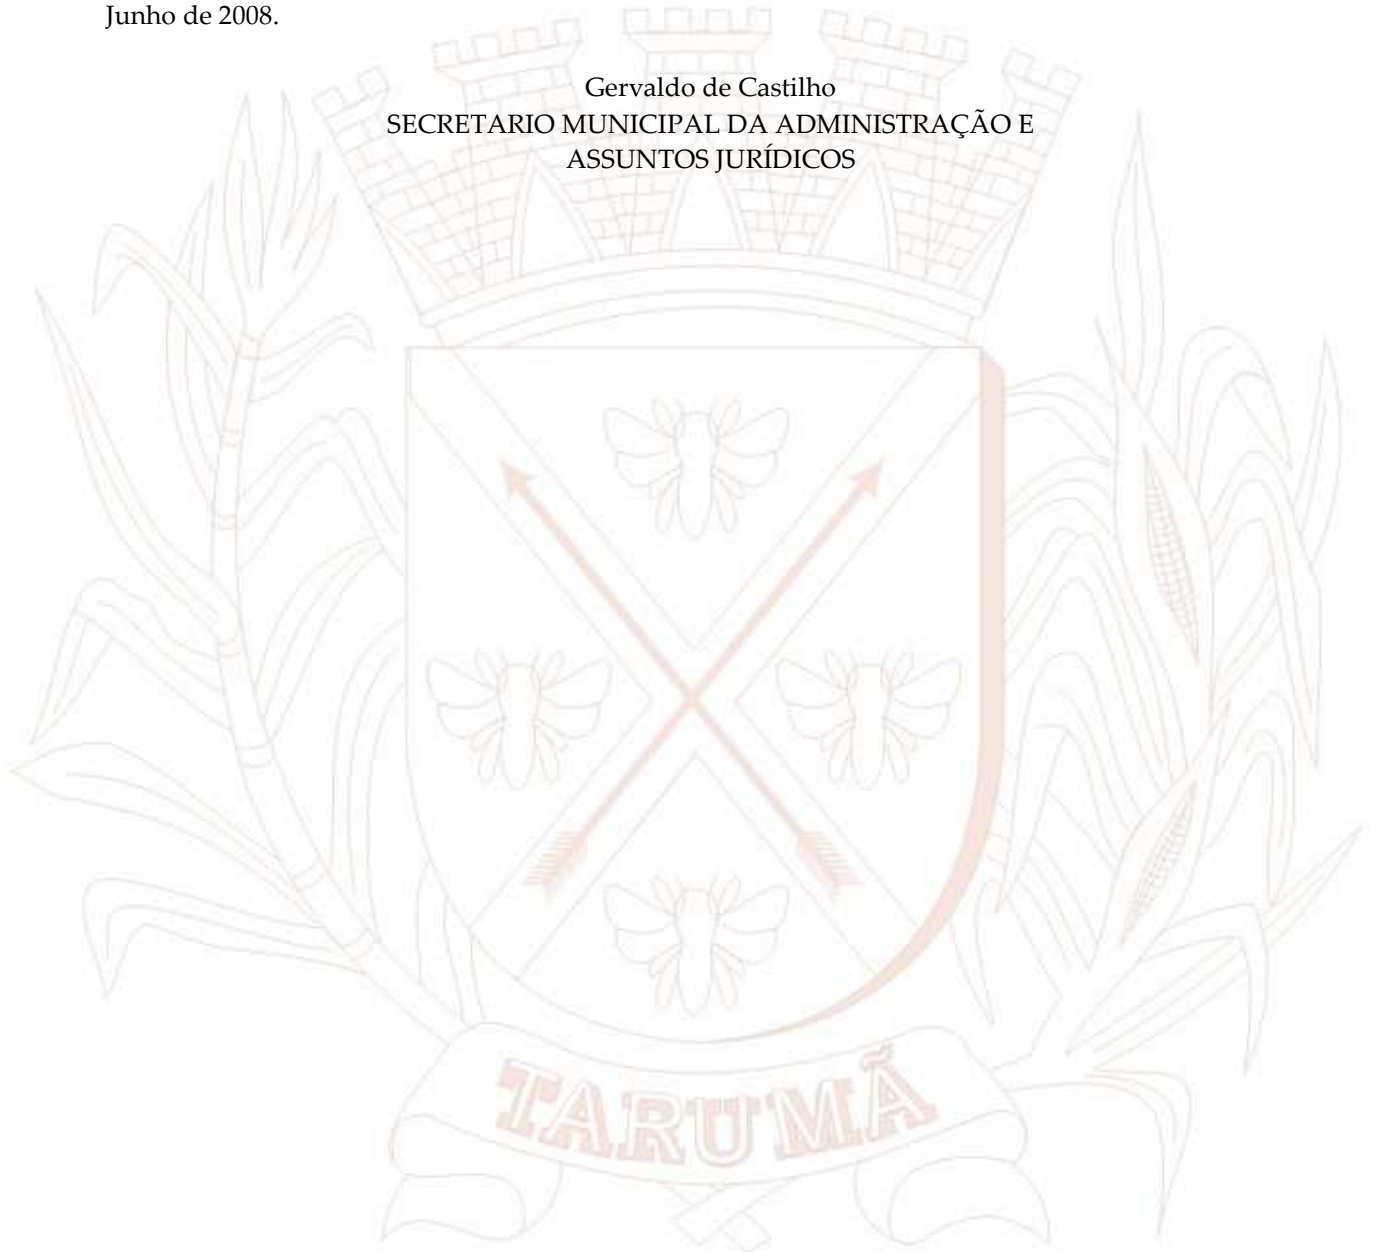 Junho de 2008.
Gervaldo de Castilho
SECRETARIO MUNICIPAL DA ADMINISTRAÇÃO E
ASSUNTOS JURÍDICOS
TARUMÃ